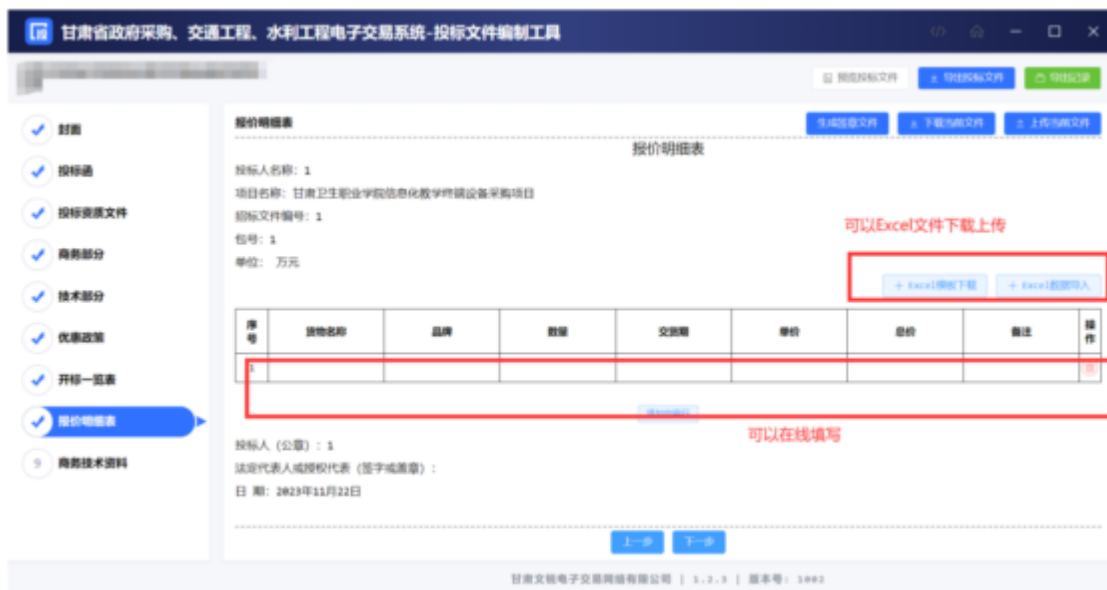 甘肃省政府采购、交通工程、水利工程电子交易系统-投标文件编制工具
预览投标文件
导出投标文件
导出记录
封面
投标函
投标资质文件
商务部分
技术部分
优惠政策
开标一览表
报价明细表
9 商务技术资料
报价明细表
生成签章文件
下载当前文件
上传当前文件
报价明细表
投标人名称: 1
项目名称: 甘肃卫生职业学院信息化教学终端设备采购项目
招标文件编号: 1
包号: 1
单位: 万元
可以Excel文件下载上传
+ Excel模板下载
+ Excel数据导入
序号 货物名称 品牌 数量 交货期 单价 总价 备注 操作
1
可以在线填写
投标人 (公章) : 1
法定代表人或授权代表 (签字或盖章) :
日 期: 2023年11月22日
上一步
下一步
甘肃文锐电子交易网络有限公司 | 1.2.3 | 版本号: 1002